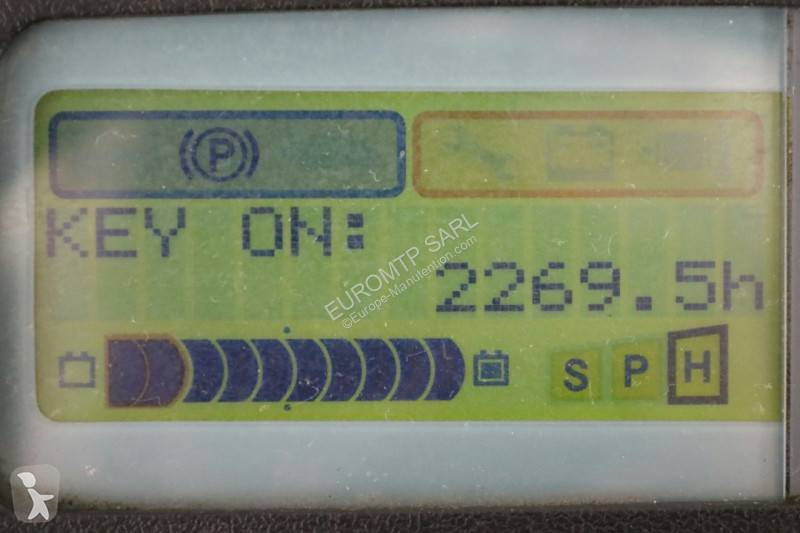 P
KEY ON:
2269.5h
S P H
EUROMTP SARL
©Europe-Manutention.com